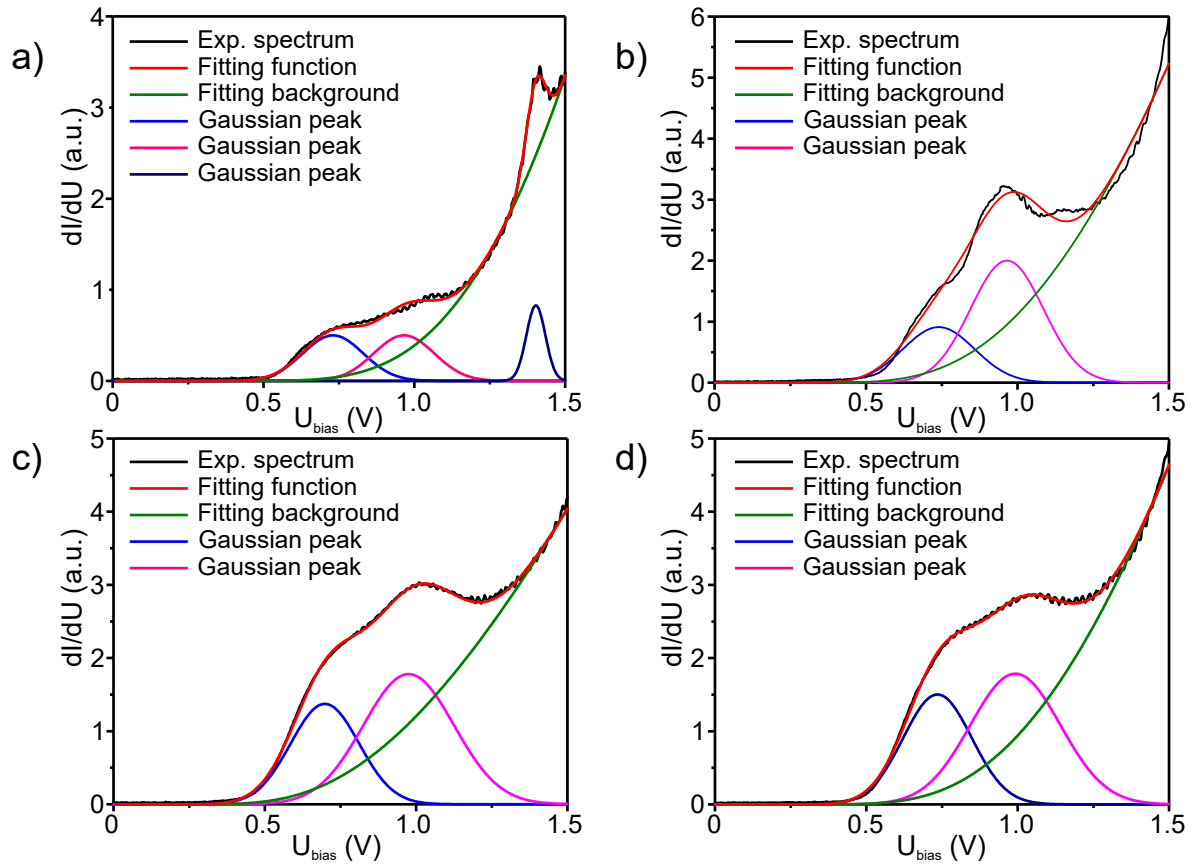 a)
dI/dU (a.u.)
4
3
2
1
0
Exp. spectrum
Fitting function
Fitting background
Gaussian peak
Gaussian peak
Gaussian peak
0 0.5 1.0 1.5
U_bias (V)
b)
dI/dU (a.u.)
6
5
4
3
2
1
0
Exp. spectrum
Fitting function
Fitting background
Gaussian peak
Gaussian peak
0 0.5 1.0 1.5
U_bias (V)
c)
dI/dU (a.u.)
5
4
3
2
1
0
Exp. spectrum
Fitting function
Fitting background
Gaussian peak
Gaussian peak
0 0.5 1.0 1.5
U_bias (V)
d)
dI/dU (a.u.)
5
4
3
2
1
0
Exp. spectrum
Fitting function
Fitting background
Gaussian peak
Gaussian peak
0 0.5 1.0 1.5
U_bias (V)